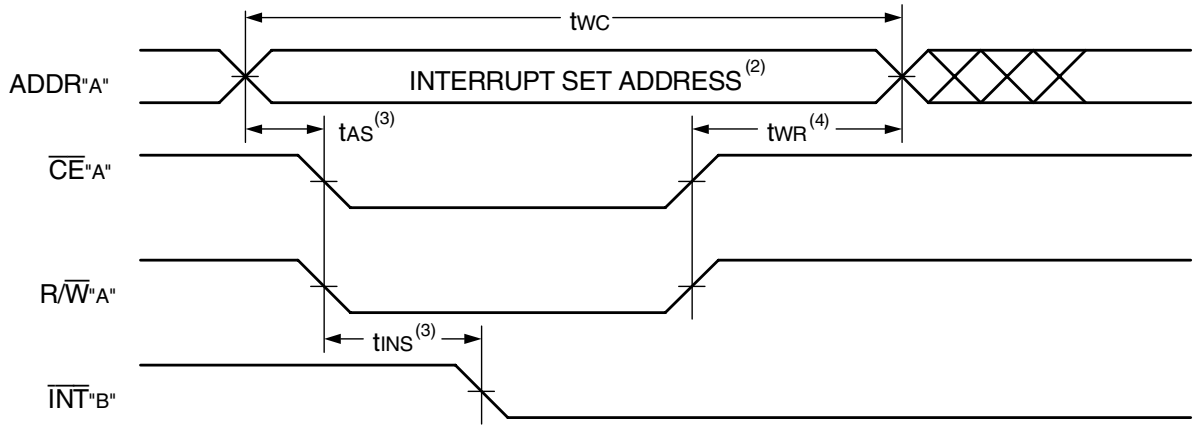 tWC
ADDR"A"
INTERRUPT SET ADDRESS(2)
tAS(3)
tWR(4)
CE"A"
R/W"A"
tINS(3)
INT"B"